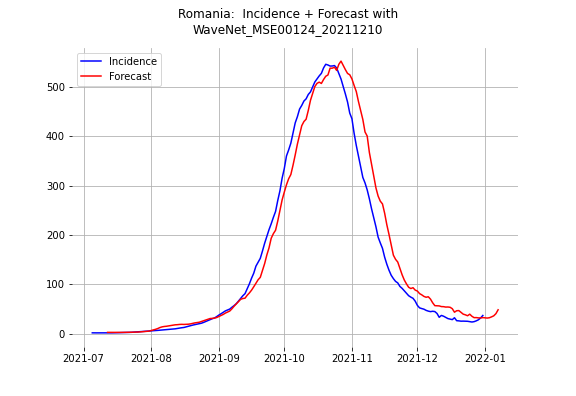 Romania:  Incidence + Forecast with
WaveNet_MSE00124_20211210
Incidence
Forecast
500
400
300
200
100
0
2021-07 2021-08 2021-09 2021-10 2021-11 2021-12 2022-01